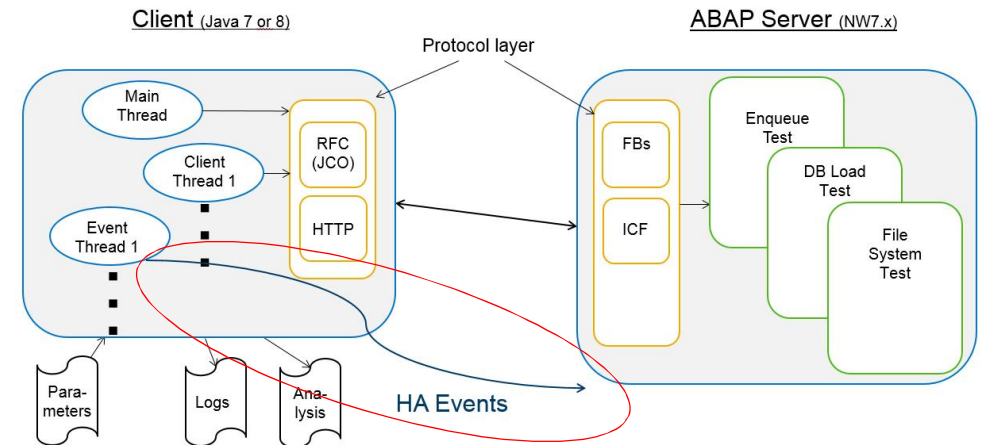 Client (Java 7 or 8)
ABAP Server (NW7.x)
Protocol layer
Main
Thread
Client
Thread 1
Event
Thread 1
RFC
(JCO)
HTTP
FBs
ICF
Enqueue
Test
DB Load
Test
File
System
Test
Para-
meters
Logs
Ana-
lysis
HA Events